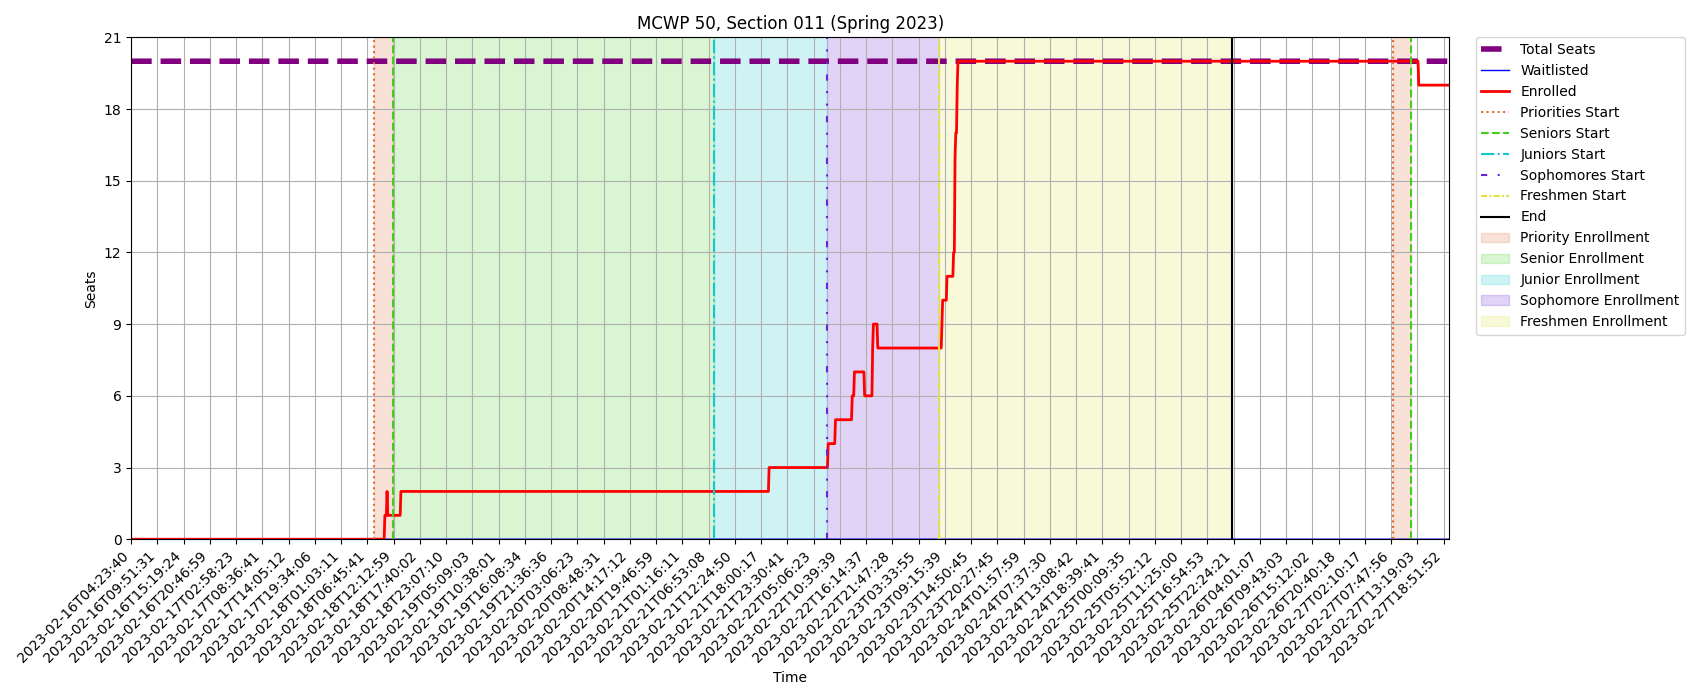 MCWP 50, Section 011 (Spring 2023)
Seats
21
18
15
12
9
6
3
0
2023-02-16T04:23:40
2023-02-16T09:51:31
2023-02-16T15:19:24
2023-02-16T20:46:59
2023-02-17T02:58:23
2023-02-17T08:36:41
2023-02-17T14:05:12
2023-02-17T19:34:06
2023-02-18T01:03:11
2023-02-18T06:45:41
2023-02-18T12:12:59
2023-02-18T17:40:02
2023-02-18T23:07:10
2023-02-19T05:09:03
2023-02-19T10:38:01
2023-02-19T16:08:34
2023-02-19T21:36:36
2023-02-20T03:06:23
2023-02-20T08:48:31
2023-02-20T14:17:12
2023-02-20T19:46:59
2023-02-21T01:16:11
2023-02-21T06:53:08
2023-02-21T12:24:50
2023-02-21T18:00:17
2023-02-21T23:30:41
2023-02-22T05:06:23
2023-02-22T10:39:39
2023-02-22T16:14:37
2023-02-22T21:47:28
2023-02-23T03:33:55
2023-02-23T09:15:39
2023-02-23T14:50:45
2023-02-23T20:27:45
2023-02-24T01:57:59
2023-02-24T07:37:30
2023-02-24T13:08:42
2023-02-24T18:39:41
2023-02-25T00:09:35
2023-02-25T05:52:12
2023-02-25T11:25:00
2023-02-25T16:54:53
2023-02-25T22:24:21
2023-02-26T04:01:07
2023-02-26T09:43:03
2023-02-26T15:12:02
2023-02-26T20:40:18
2023-02-27T02:10:17
2023-02-27T07:47:56
2023-02-27T13:19:03
2023-02-27T18:51:52
Time
Total Seats
Waitlisted
Enrolled
Priorities Start
Seniors Start
Juniors Start
Sophomores Start
Freshmen Start
End
Priority Enrollment
Senior Enrollment
Junior Enrollment
Sophomore Enrollment
Freshmen Enrollment